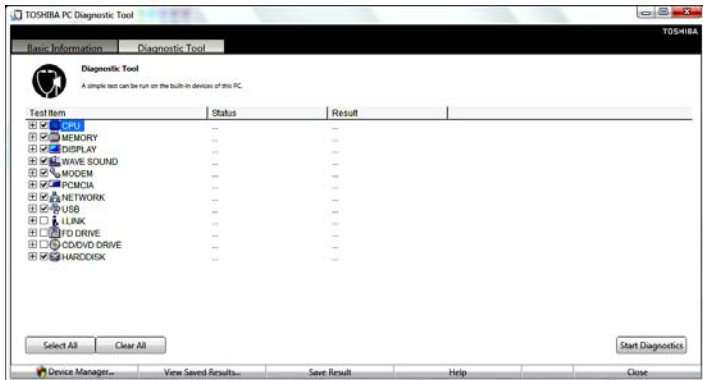 TOSHIBA PC Diagnostic Tool
TOSHIBA
Basic Information Diagnostic Tool
Diagnostic Tool
A simple test can be run on the built-in devices of this PC.
Test Item Status Result
CPU ... ...
MEMORY ... ...
DISPLAY ... ...
WAVE SOUND ... ...
MODEM ... ...
PCMCIA ... ...
NETWORK ... ...
USB ... ...
i.LINK ... ...
FD DRIVE ... ...
CD/DVD DRIVE ... ...
HARDDISK ... ...
Select All Clear All Start Diagnostics
Device Manager... View Saved Results... Save Result Help Close